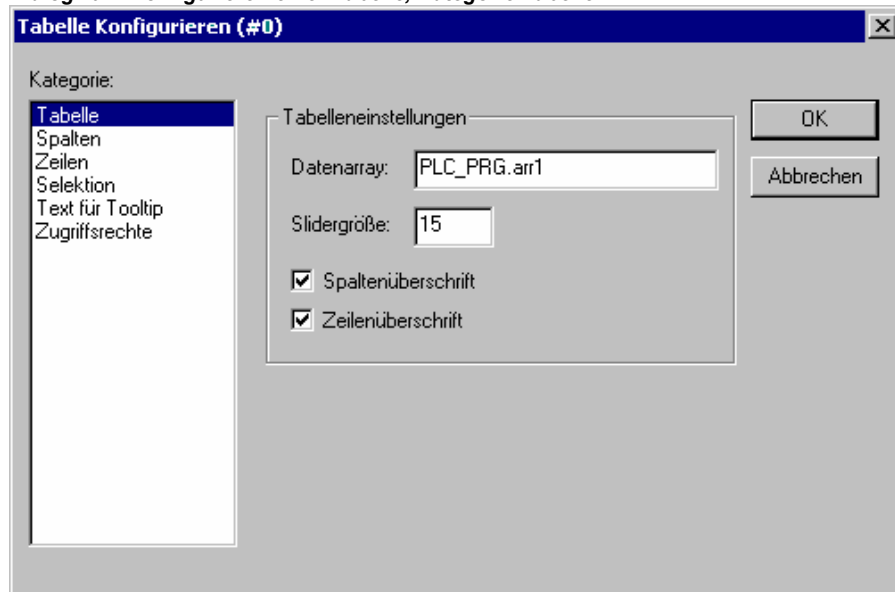 Tabelle Konfigurieren (#0)
Kategorie:
Tabelle
Spalten
Zeilen
Selektion
Text für Tooltip
Zugriffsrechte
Tabelleneinstellungen
Datenarray: PLC_PRG.arr1
Slidergröße: 15
Spaltenüberschrift
Zeilenüberschrift
OK
Abbrechen